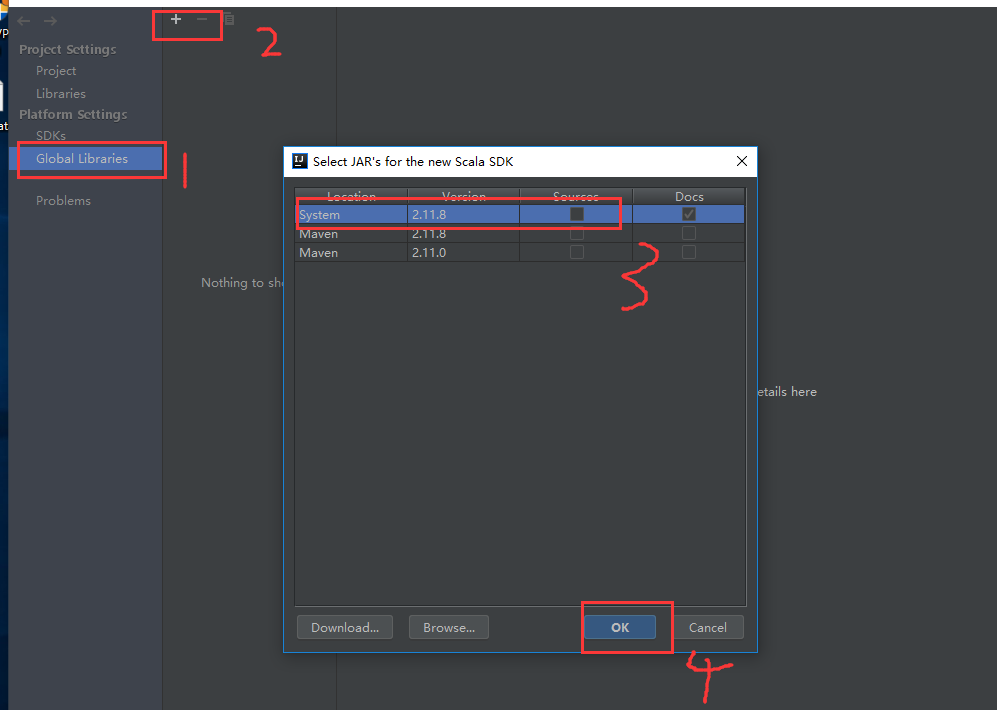 Project Settings
Project
Libraries
Platform Settings
SDKs
Global Libraries
Problems
1
+ −
2
Nothing to sh
etails here
Select JAR's for the new Scala SDK
Location Version Sources Docs
System 2.11.8
Maven 2.11.8
Maven 2.11.0
3
Download... Browse... OK Cancel
4